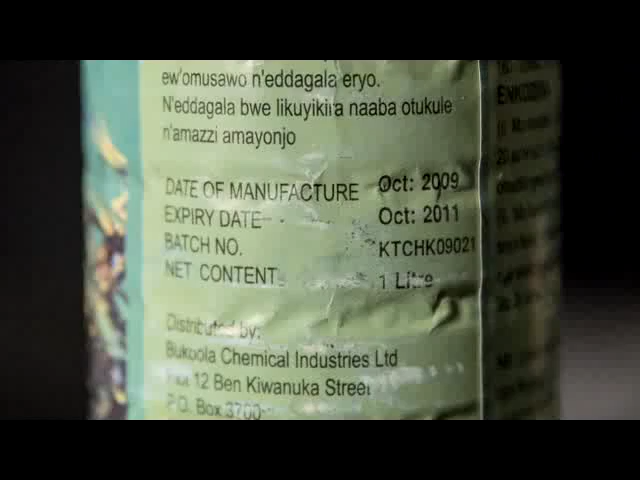 ew'omusawo n'eddagala eryo.
N'eddagala bwe likuyikira naaba otukule
n'amazzi amayonjo
DATE OF MANUFACTURE Oct: 2009
EXPIRY DATE Oct: 2011
BATCH NO. KTCHK09021
NET CONTENT 1 Litre
Distributed by:
Bukoola Chemical Industries Ltd
12 Ben Kiwanuka Street
P.O. Box 3700